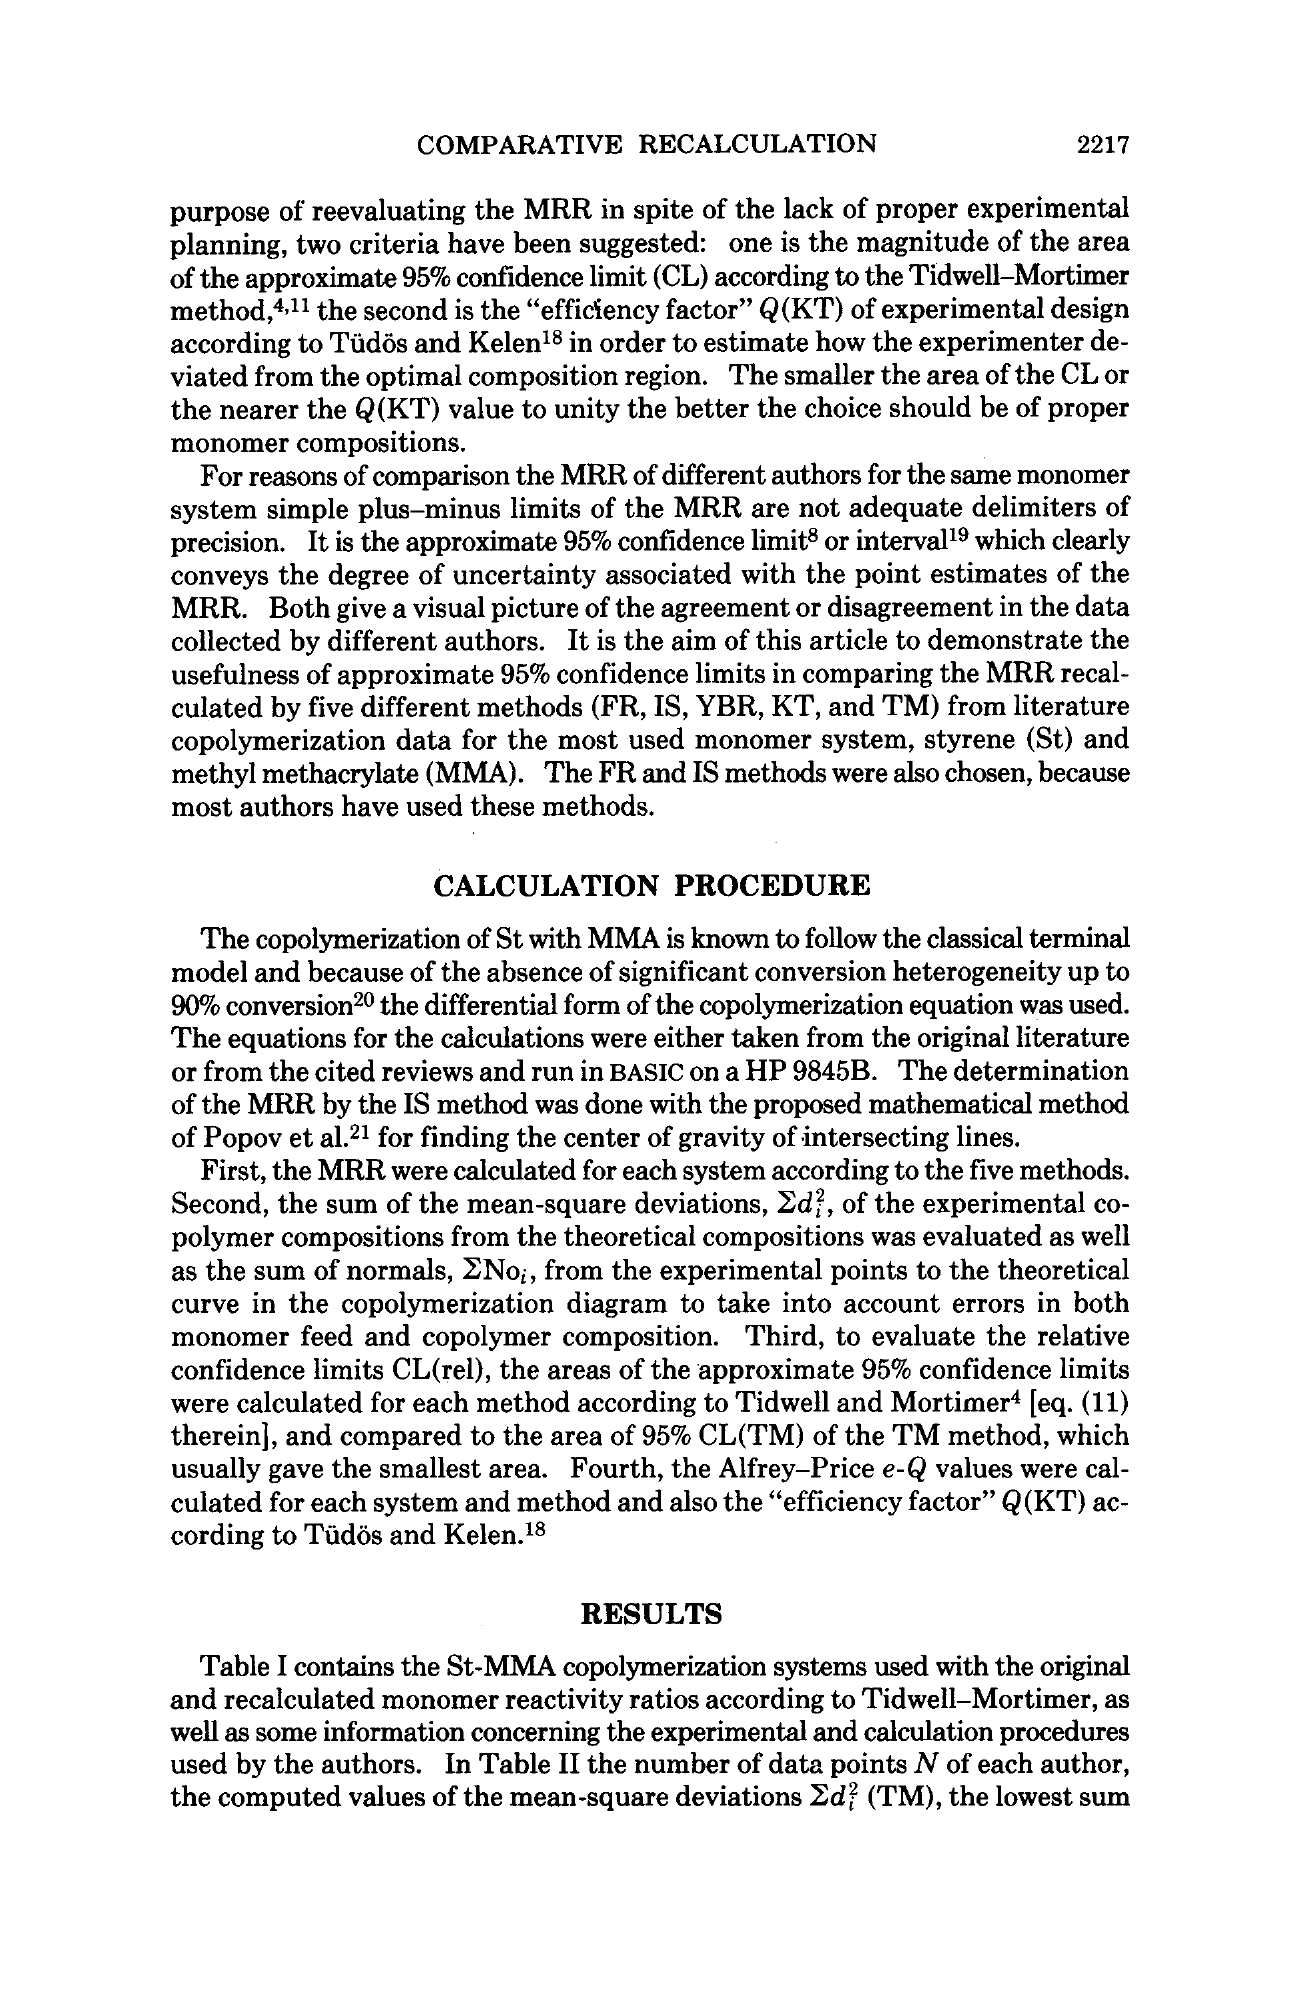 COMPARATIVE RECALCULATION 2217
purpose of reevaluating the MRR in spite of the lack of proper experimental
planning, two criteria have been suggested: one is the magnitude of the area
of the approximate 95% confidence limit (CL) according to the Tidwell–Mortimer
method,⁴,¹¹ the second is the “efficiency factor” Q(KT) of experimental design
according to Tüdös and Kelen¹⁸ in order to estimate how the experimenter de-
viated from the optimal composition region. The smaller the area of the CL or
the nearer the Q(KT) value to unity the better the choice should be of proper
monomer compositions.
For reasons of comparison the MRR of different authors for the same monomer
system simple plus–minus limits of the MRR are not adequate delimiters of
precision. It is the approximate 95% confidence limit⁸ or interval¹⁹ which clearly
conveys the degree of uncertainty associated with the point estimates of the
MRR. Both give a visual picture of the agreement or disagreement in the data
collected by different authors. It is the aim of this article to demonstrate the
usefulness of approximate 95% confidence limits in comparing the MRR recal-
culated by five different methods (FR, IS, YBR, KT, and TM) from literature
copolymerization data for the most used monomer system, styrene (St) and
methyl methacrylate (MMA). The FR and IS methods were also chosen, because
most authors have used these methods.
CALCULATION PROCEDURE
The copolymerization of St with MMA is known to follow the classical terminal
model and because of the absence of significant conversion heterogeneity up to
90% conversion²⁰ the differential form of the copolymerization equation was used.
The equations for the calculations were either taken from the original literature
or from the cited reviews and run in BASIC on a HP 9845B. The determination
of the MRR by the IS method was done with the proposed mathematical method
of Popov et al.²¹ for finding the center of gravity of intersecting lines.
First, the MRR were calculated for each system according to the five methods.
Second, the sum of the mean-square deviations, Σdᵢ², of the experimental co-
polymer compositions from the theoretical compositions was evaluated as well
as the sum of normals, ΣNoᵢ, from the experimental points to the theoretical
curve in the copolymerization diagram to take into account errors in both
monomer feed and copolymer composition. Third, to evaluate the relative
confidence limits CL(rel), the areas of the approximate 95% confidence limits
were calculated for each method according to Tidwell and Mortimer⁴ [eq. (11)
therein], and compared to the area of 95% CL(TM) of the TM method, which
usually gave the smallest area. Fourth, the Alfrey–Price e-Q values were cal-
culated for each system and method and also the “efficiency factor” Q(KT) ac-
cording to Tüdös and Kelen.¹⁸
RESULTS
Table I contains the St-MMA copolymerization systems used with the original
and recalculated monomer reactivity ratios according to Tidwell–Mortimer, as
well as some information concerning the experimental and calculation procedures
used by the authors. In Table II the number of data points N of each author,
the computed values of the mean-square deviations Σdᵢ² (TM), the lowest sum